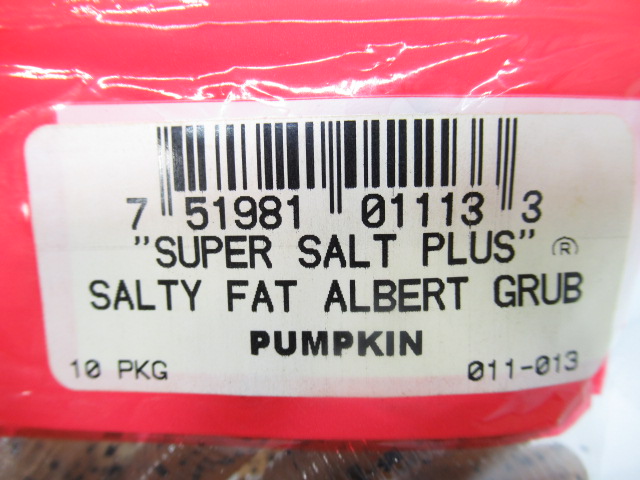 7 51981 01113 3
"SUPER SALT PLUS" ®
SALTY FAT ALBERT GRUB
PUMPKIN
10 PKG 011-013